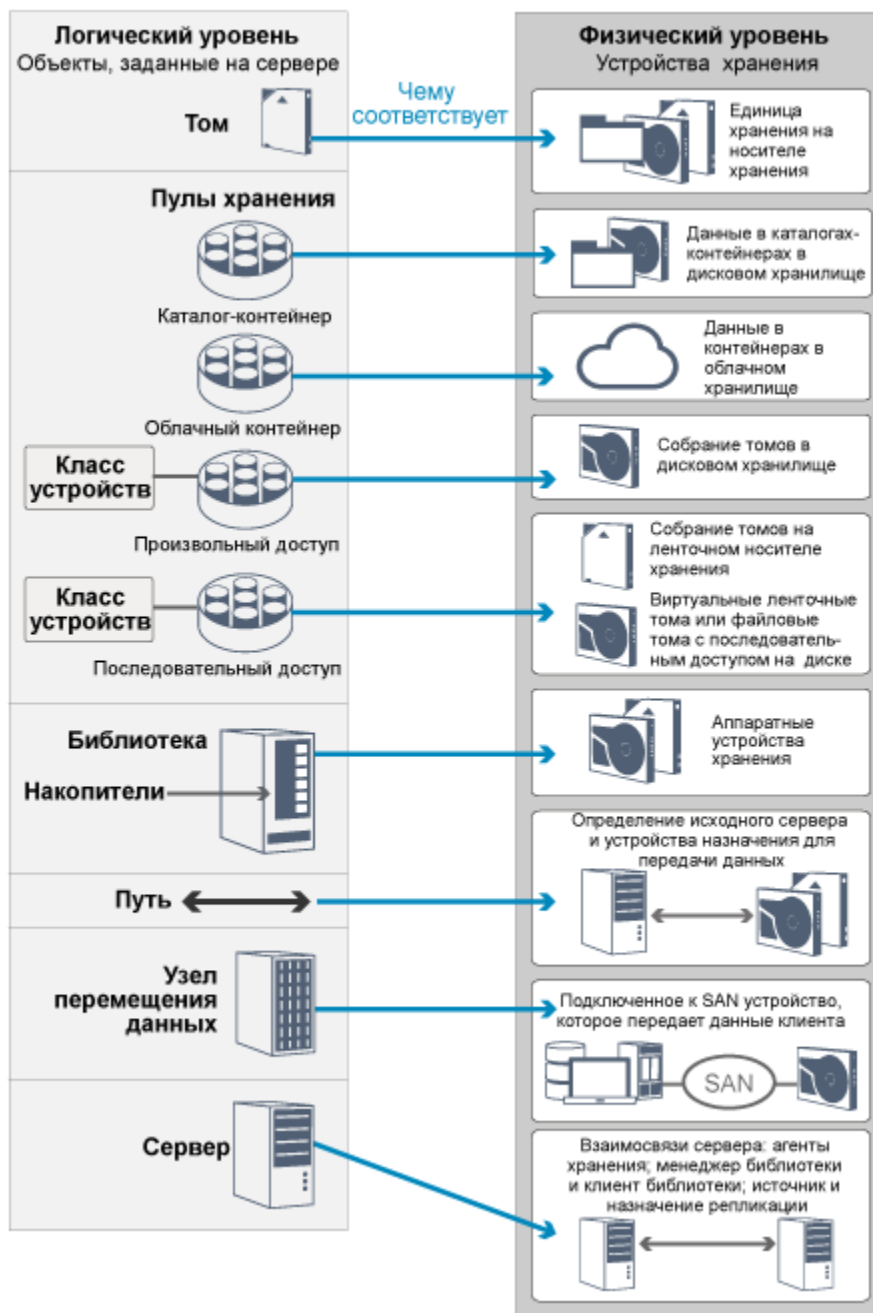 Логический уровень
Объекты, заданные на сервере
Физический уровень
Устройства хранения
Чему
соответствует
Том
Единица
хранения на
носителе
хранения
Пулы хранения
Каталог-контейнер
Данные в каталогах-
контейнерах в
дисковом хранилище
Облачный контейнер
Данные в
контейнерах в
облачном
хранилище
Класс
устройств
Произвольный доступ
Собрание томов в
дисковом хранилище
Класс
устройств
Последовательный доступ
Собрание томов на
ленточном носителе
хранения
Виртуальные ленточные
тома или файловые
тома с последователь-
ным доступом на диске
Библиотека
Накопители
Аппаратные
устройства
хранения
Путь
Определение исходного сервера
и устройства назначения для
передачи данных
Узел
перемещения
данных
Подключенное к SAN устройство,
которое передает данные клиента
SAN
Сервер
Взаимосвязи сервера: агенты
хранения; менеджер библиотеки
и клиент библиотеки; источник и
назначение репликации